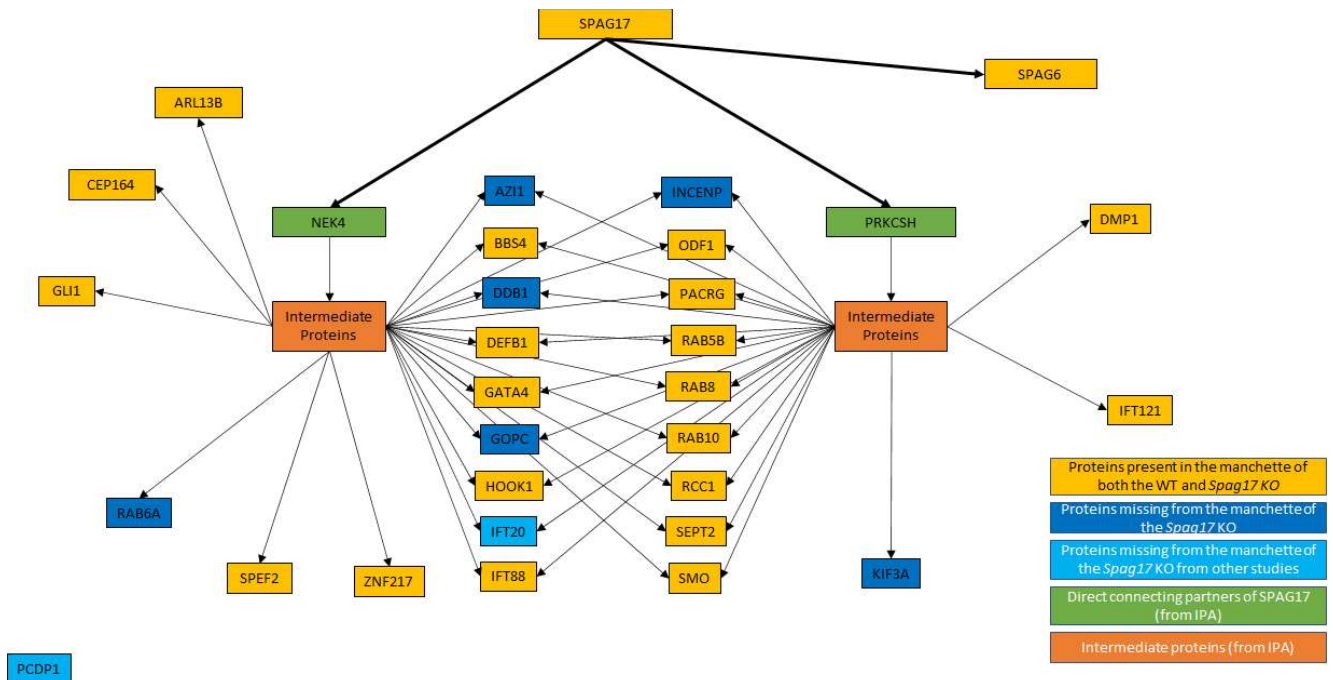 SPAG17
SPAG6
ARL13B
CEP164
AZI1
INCENP
NEK4
PRKCSH
DMP1
BBS4
ODF1
GLI1
DDB1
PACRG
Intermediate
Proteins
Intermediate
Proteins
DEFB1
RAB5B
GATA4
RAB8
IFT121
GOPC
RAB10
HOOK1
RCC1
RAB6A
IFT20
SEPT2
SPEF2
ZNF217
IFT88
SMO
KIF3A
PCDP1
Proteins present in the manchette of
both the WT and Spag17 KO
Proteins missing from the manchette of
the Spag17 KO
Proteins missing from the manchette of
the Spag17 KO from other studies
Direct connecting partners of SPAG17
(from IPA)
Intermediate proteins (from IPA)